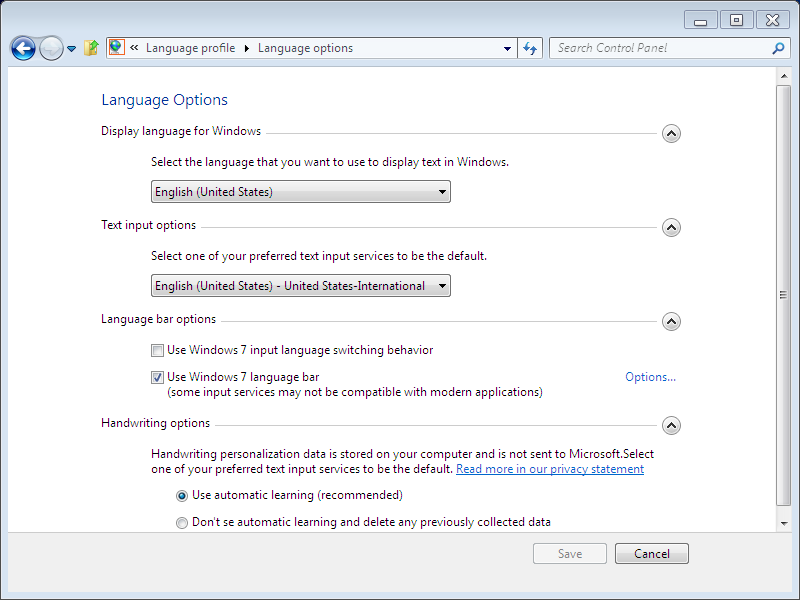 « Language profile Language options
Search Control Panel
Language Options
Display language for Windows
Select the language that you want to use to display text in Windows.
English (United States)
Text input options
Select one of your preferred text input services to be the default.
English (United States) - United States-International
Language bar options
Use Windows 7 input language switching behavior
Use Windows 7 language bar
(some input services may not be compatible with modern applications)
Options...
Handwriting options
Handwriting personalization data is stored on your computer and is not sent to Microsoft.Select
one of your preferred text input services to be the default. Read more in our privacy statement
Use automatic learning (recommended)
Don't se automatic learning and delete any previously collected data
Save
Cancel